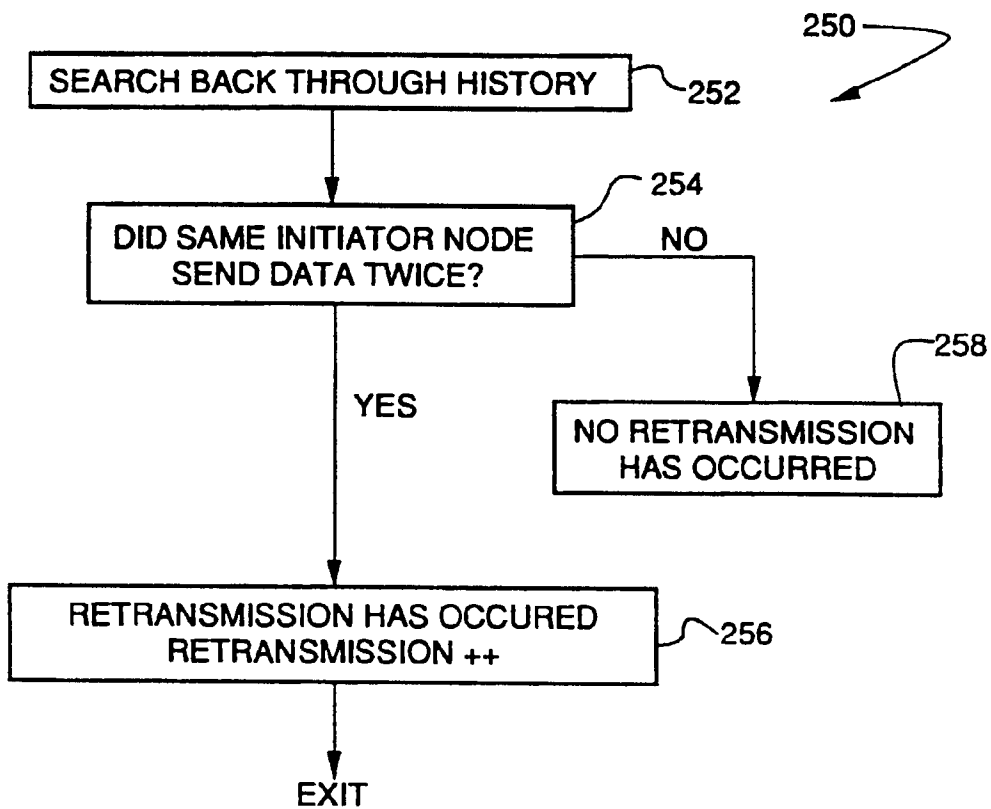 250
SEARCH BACK THROUGH HISTORY
252
254
DID SAME INITIATOR NODE
SEND DATA TWICE?
NO
258
YES
NO RETRANSMISSION
HAS OCCURRED
RETRANSMISSION HAS OCCURED
RETRANSMISSION ++
256
EXIT